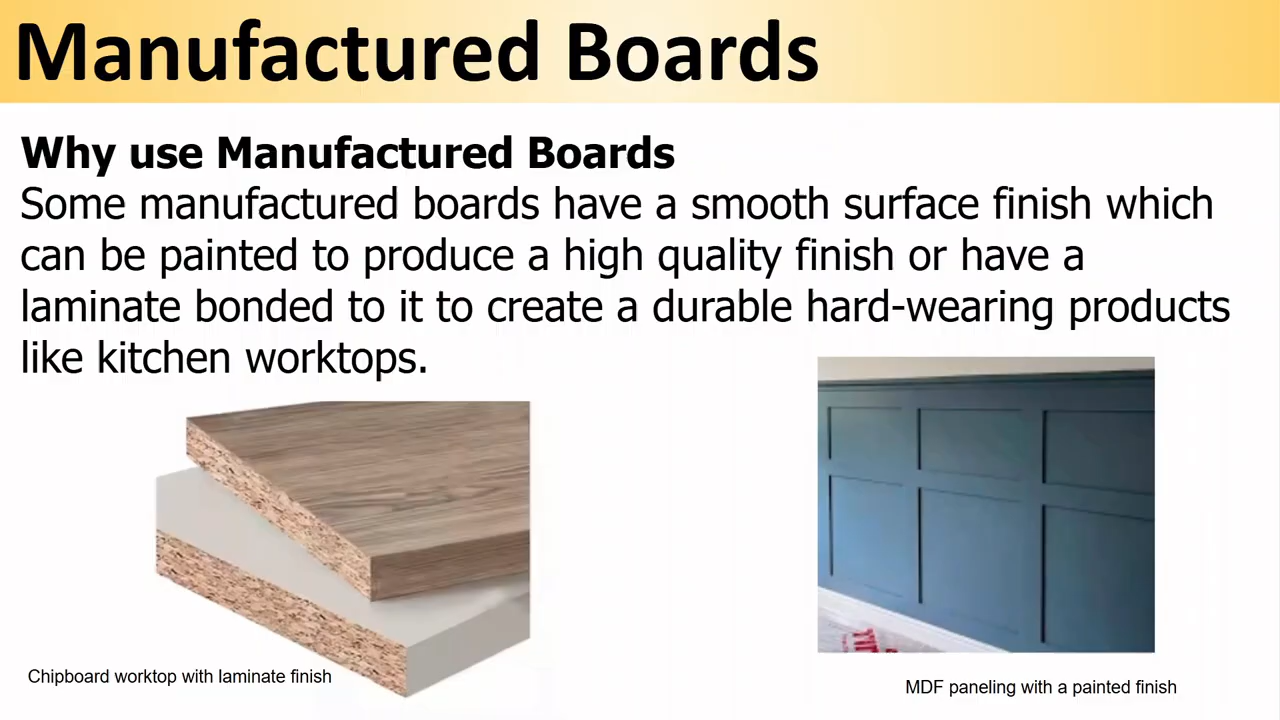 Manufactured Boards
Why use Manufactured Boards
Some manufactured boards have a smooth surface finish which
can be painted to produce a high quality finish or have a
laminate bonded to it to create a durable hard-wearing products
like kitchen worktops.
Chipboard worktop with laminate finish
MDF paneling with a painted finish